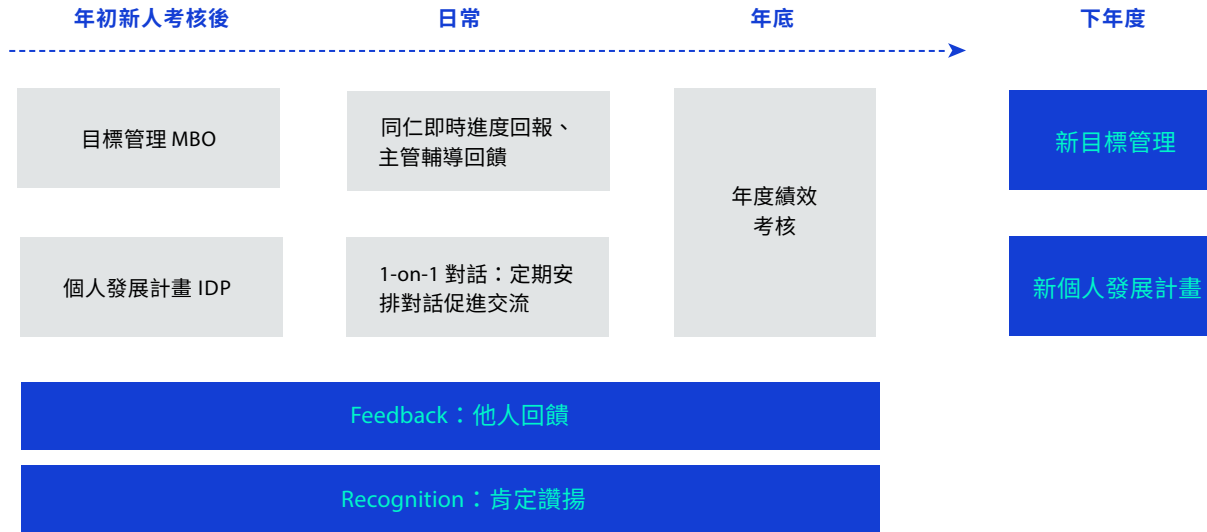 年初新人考核後
日常
年底
下年度
目標管理 MBO
同仁即時進度回報、
主管輔導回饋
年度績效
考核
新目標管理
個人發展計畫 IDP
1-on-1 對話：定期安
排對話促進交流
新個人發展計畫
Feedback：他人回饋
Recognition：肯定讚揚